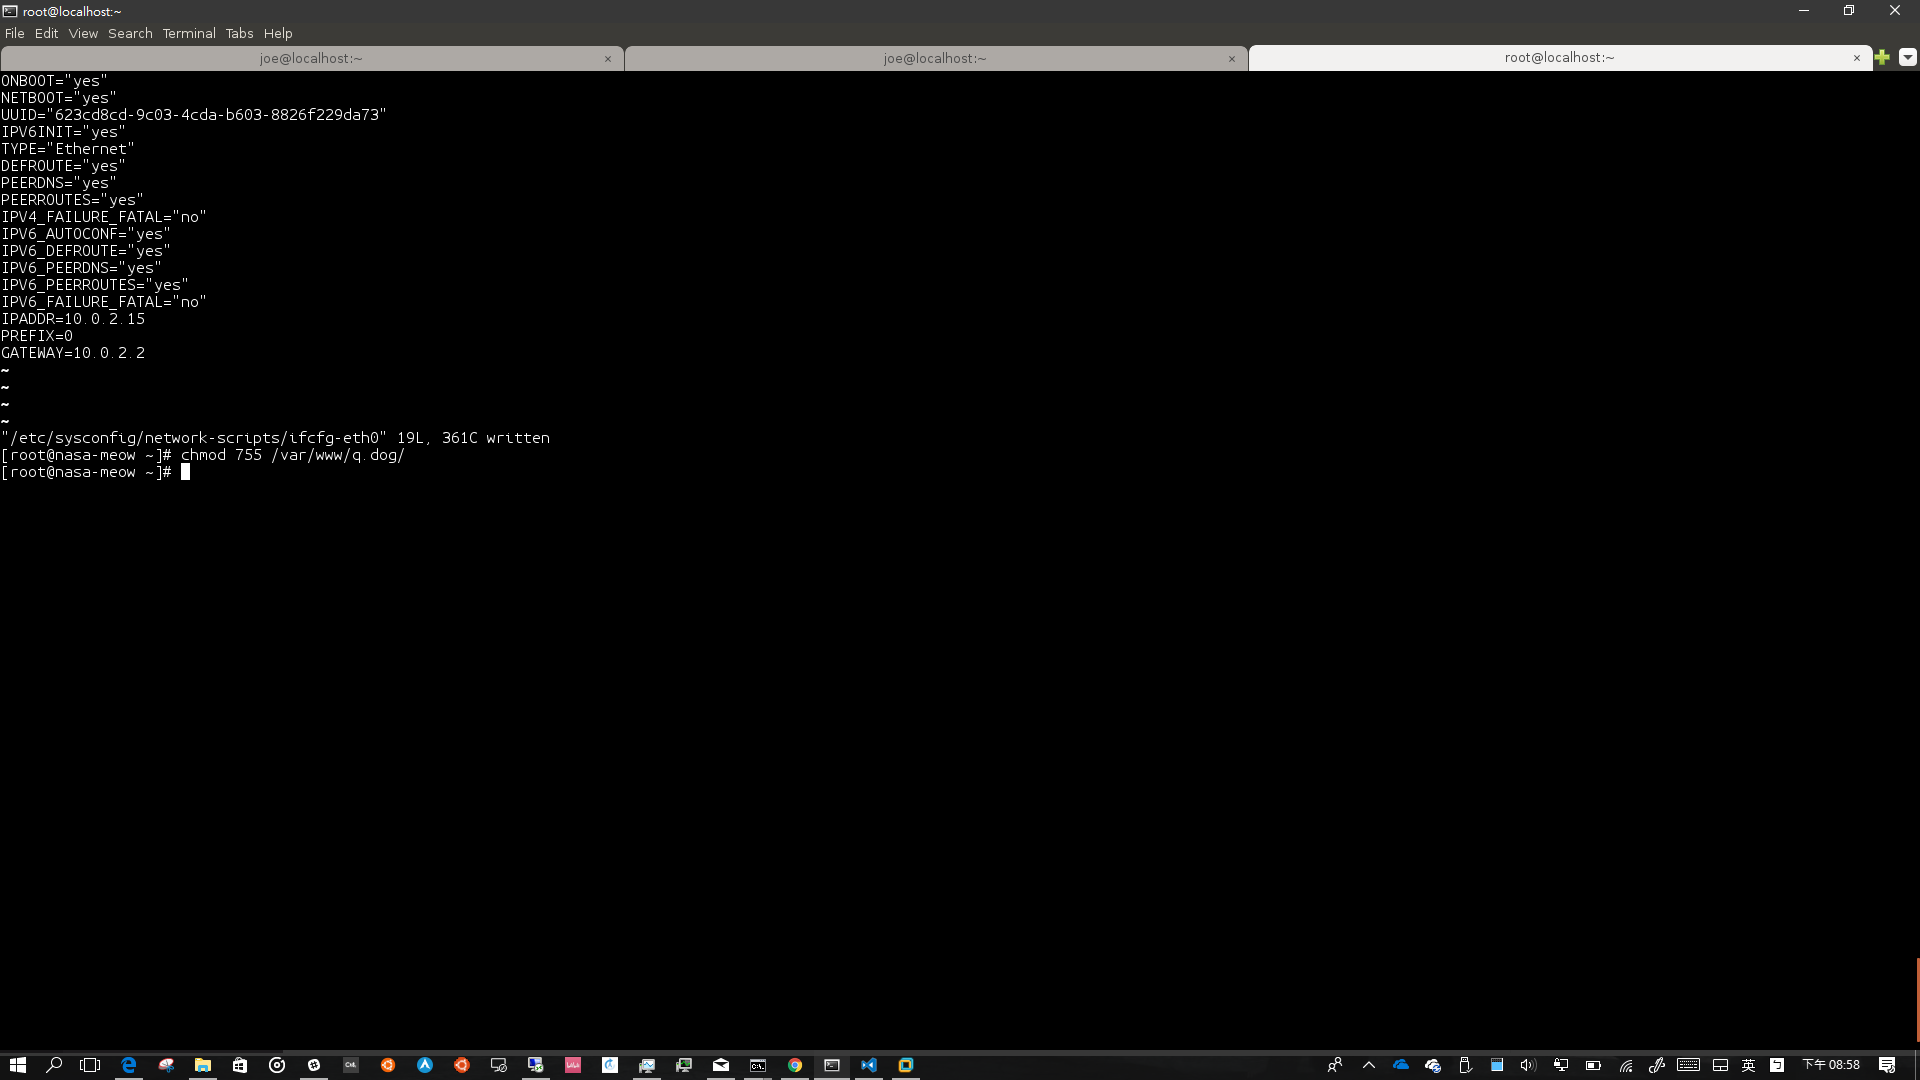 root@localhost:~
File Edit View Search Terminal Tabs Help
joe@localhost:~ × joe@localhost:~ × root@localhost:~ ×
ONBOOT="yes"
NETBOOT="yes"
UUID="623cd8cd-9c03-4cda-b603-8826f229da73"
IPV6INIT="yes"
TYPE="Ethernet"
DEFROUTE="yes"
PEERDNS="yes"
PEERROUTES="yes"
IPV4_FAILURE_FATAL="no"
IPV6_AUTOCONF="yes"
IPV6_DEFROUTE="yes"
IPV6_PEERDNS="yes"
IPV6_PEERROUTES="yes"
IPV6_FAILURE_FATAL="no"
IPADDR=10.0.2.15
PREFIX=0
GATEWAY=10.0.2.2
~
~
~
~
"/etc/sysconfig/network-scripts/ifcfg-eth0" 19L, 361C written
[root@nasa-meow ~]# chmod 755 /var/www/q.dog/
[root@nasa-meow ~]#
英 下午 08:58